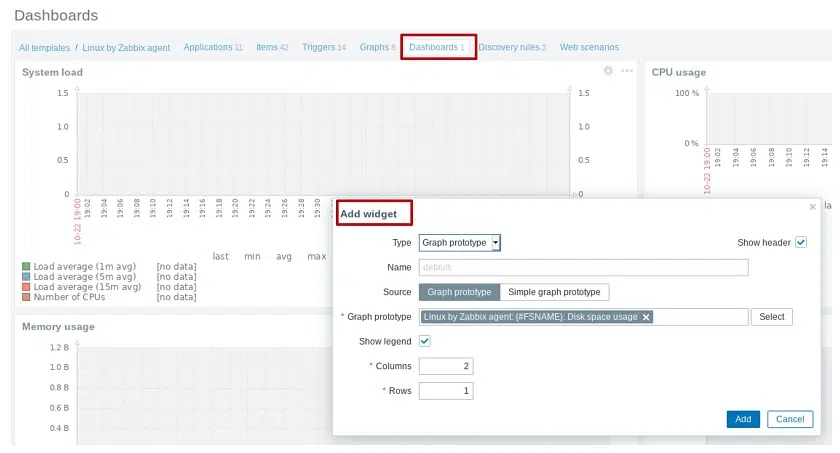 Dashboards
All templates / Linux by Zabbix agent Applications 11 Items 42 Triggers 14 Graphs 8 Dashboards 1 Discovery rules 3 Web scenarios
System load
1.5
1.0
0.5
0
1.5
1.0
0.5
0
10-22 19:00
19:02
19:04
19:06
19:08
19:10
19:12
19:14
19:16
19:18
19:20
19:22
19:24
19:26
19:28
19:30
last min avg max
Load average (1m avg) [no data]
Load average (5m avg) [no data]
Load average (15m avg) [no data]
Number of CPUs [no data]
CPU usage
100 %
0 %
10-22 19:00
19:02
19:04
19:06
19:08
19:10
19:12
19:14
la
Memory usage
1.2 B
1.0 B
0.8 B
0.6 B
0.4 B
Add widget
Type Graph prototype Show header
Name default
Source Graph prototype Simple graph prototype
* Graph prototype Linux by Zabbix agent: {#FSNAME}: Disk space usage Select
Show legend
* Columns 2
* Rows 1
Add Cancel